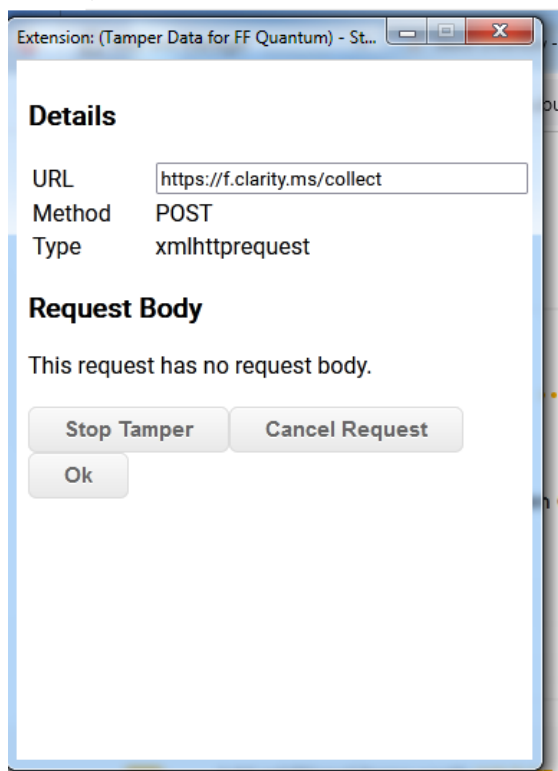 Extension: (Tamper Data for FF Quantum) - St...
Details
URL https://f.clarity.ms/collect
Method POST
Type xmlhttprequest
Request Body
This request has no request body.
Stop Tamper Cancel Request
Ok